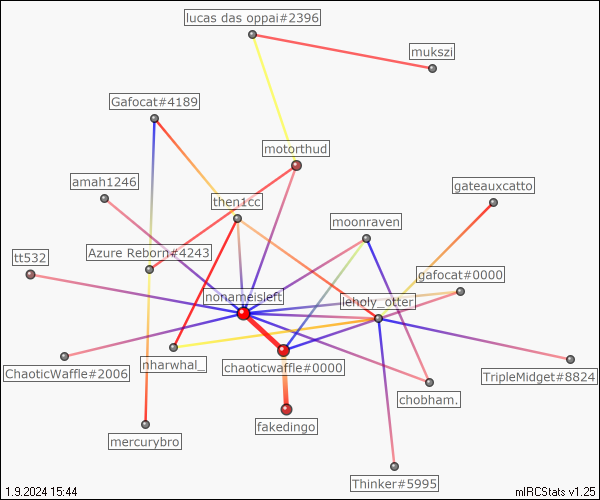 lucas das oppai#2396
mukszi
Gafocat#4189
motorthud
amah1246
gateauxcatto
then1cc
moonraven
Azure Reborn#4243
tt532
gafocat#0000
nonameisleft
leholy_otter
ChaoticWaffle#2006
nharwhal_
chaoticwaffle#0000
TripleMidget#8824
chobham.
fakedingo
mercurybro
Thinker#5995
1.9.2024 15:44
mIRCStats v1.25